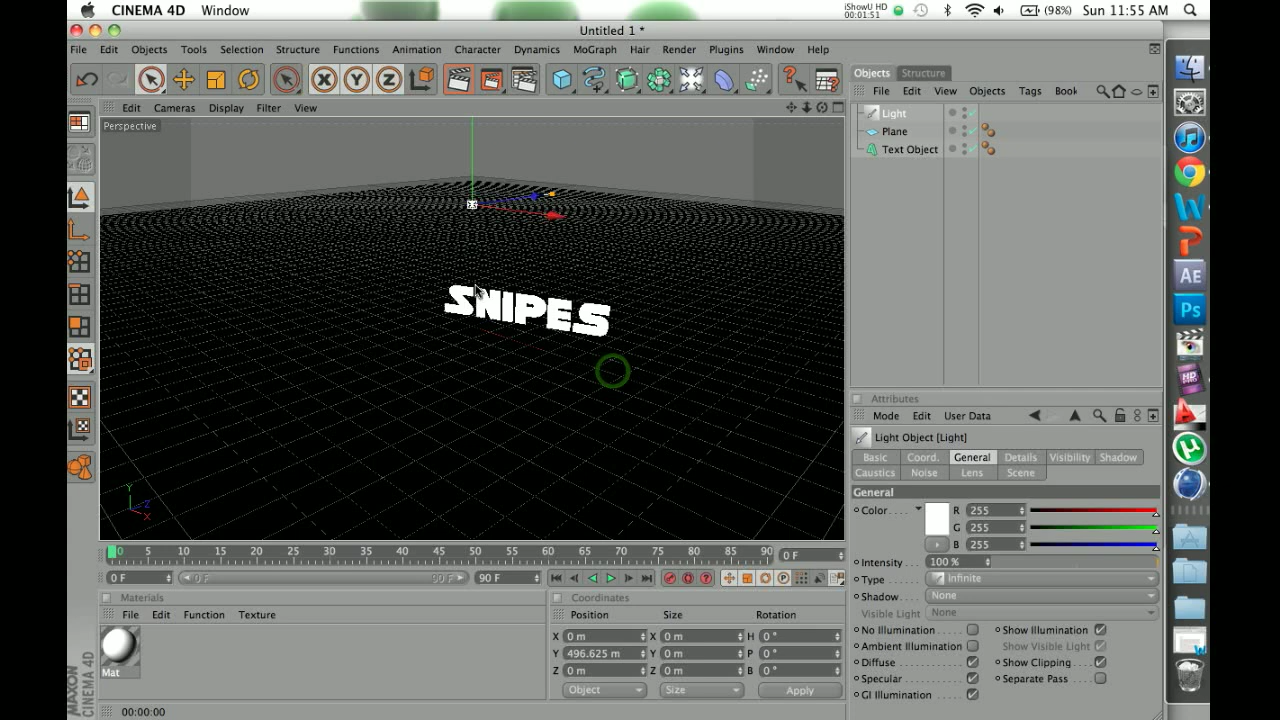 CINEMA 4D Window
iShowU HD
00:01:51
(98%) Sun 11:55 AM
Untitled 1 *
File Edit Objects Tools Selection Structure Functions Animation Character Dynamics MoGraph Hair Render Plugins Window Help
X Y Z
Objects Structure
File Edit View Objects Tags Book
Edit Cameras Display Filter View
Perspective
Light
Plane
Text Object
SNIPES
Y
Z
X
Attributes
Mode Edit User Data
Light Object [Light]
Basic Coord. General Details Visibility Shadow
Caustics Noise Lens Scene
General
Color . . . . R 255
G 255
B 255
Intensity 100 %
Type Infinite
Shadow None
Visible Light None
No Illumination Show Illumination
Ambient Illumination Show Visible Light
Diffuse Show Clipping
Specular Separate Pass
GI Illumination
0 5 10 15 20 25 30 35 40 45 50 55 60 65 70 75 80 85 90 0 F
0 F 0 F 90 F 90 F
Materials
File Edit Function Texture
Mat
Coordinates
Position Size Rotation
X 0 m X 0 m H 0 °
Y 496.625 m Y 0 m P 0 °
Z 0 m Z 0 m B 0 °
Object Size Apply
MAXON
CINEMA 4D
00:00:00
AE
Ps
HD